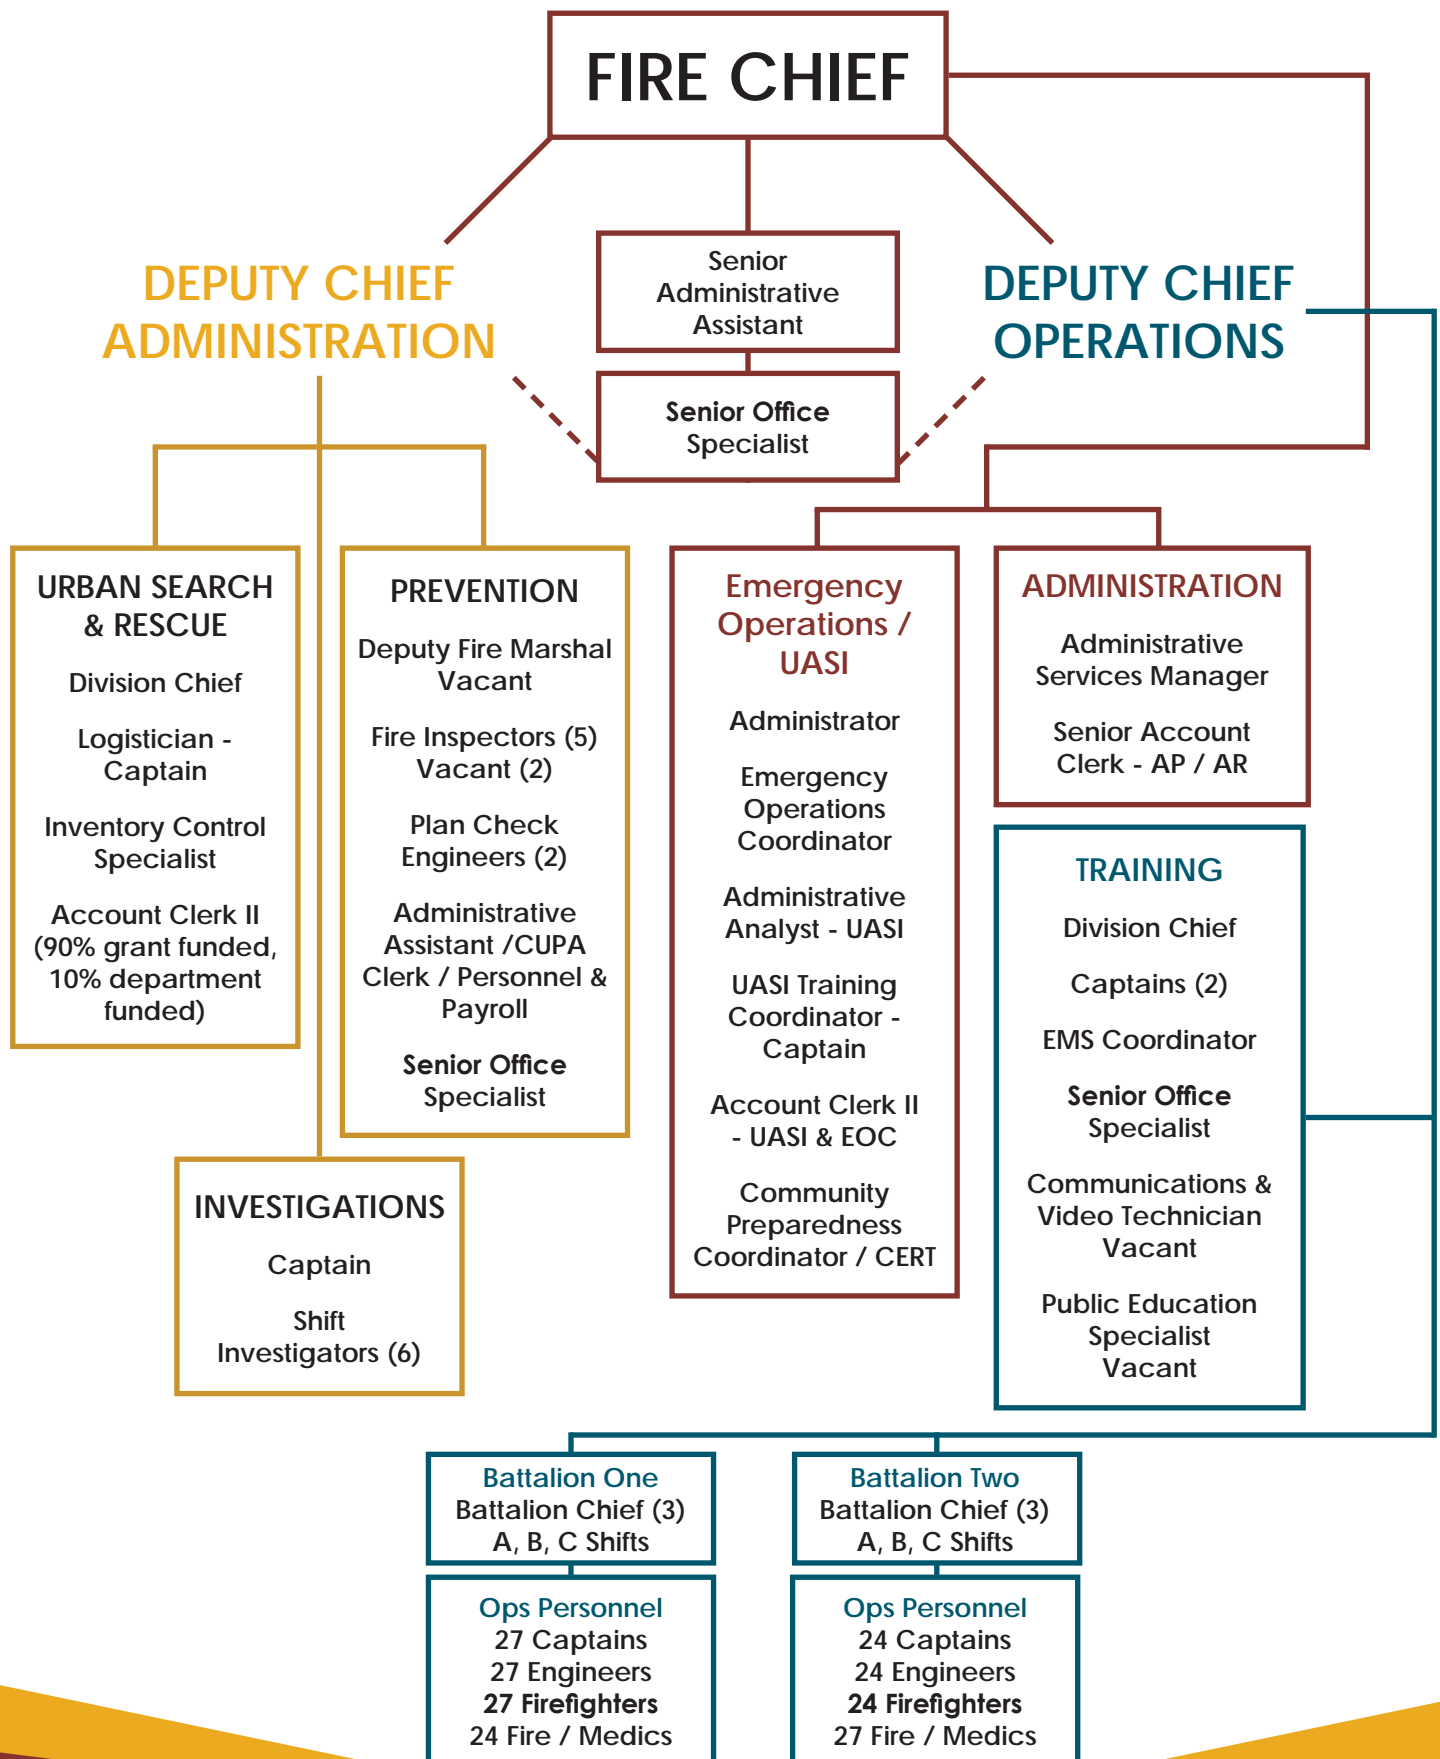 FIRE CHIEF
Senior
Administrative
Assistant
Senior Office
Specialist
DEPUTY CHIEF
ADMINISTRATION
DEPUTY CHIEF
OPERATIONS
URBAN SEARCH
& RESCUE
Division Chief
Logistician -
Captain
Inventory Control
Specialist
Account Clerk II
(90% grant funded,
10% department
funded)
PREVENTION
Deputy Fire Marshal
Vacant
Fire Inspectors (5)
Vacant (2)
Plan Check
Engineers (2)
Administrative
Assistant /CUPA
Clerk / Personnel &
Payroll
Senior Office
Specialist
INVESTIGATIONS
Captain
Shift
Investigators (6)
Emergency
Operations /
UASI
Administrator
Emergency
Operations
Coordinator
Administrative
Analyst - UASI
UASI Training
Coordinator -
Captain
Account Clerk II
- UASI & EOC
Community
Preparedness
Coordinator / CERT
ADMINISTRATION
Administrative
Services Manager
Senior Account
Clerk - AP / AR
TRAINING
Division Chief
Captains (2)
EMS Coordinator
Senior Office
Specialist
Communications &
Video Technician
Vacant
Public Education
Specialist
Vacant
Battalion One
Battalion Chief (3)
A, B, C Shifts
Ops Personnel
27 Captains
27 Engineers
27 Firefighters
24 Fire / Medics
Battalion Two
Battalion Chief (3)
A, B, C Shifts
Ops Personnel
24 Captains
24 Engineers
24 Firefighters
27 Fire / Medics